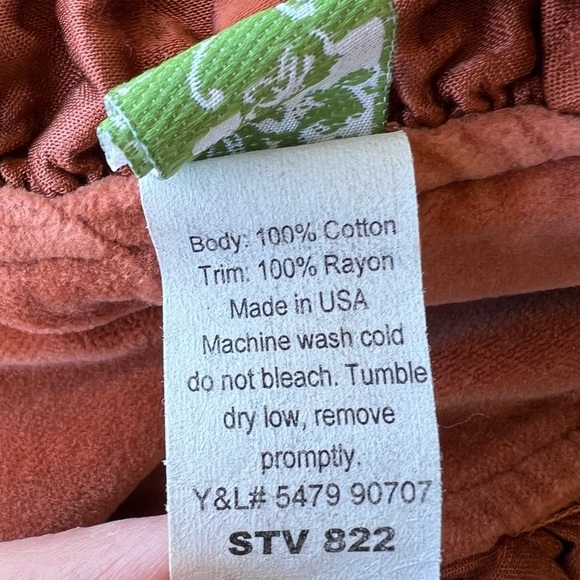 Body: 100% Cotton
Trim: 100% Rayon
Made in USA
Machine wash cold
do not bleach. Tumble
dry low, remove
promptly.
Y&L# 5479 90707
STV 822